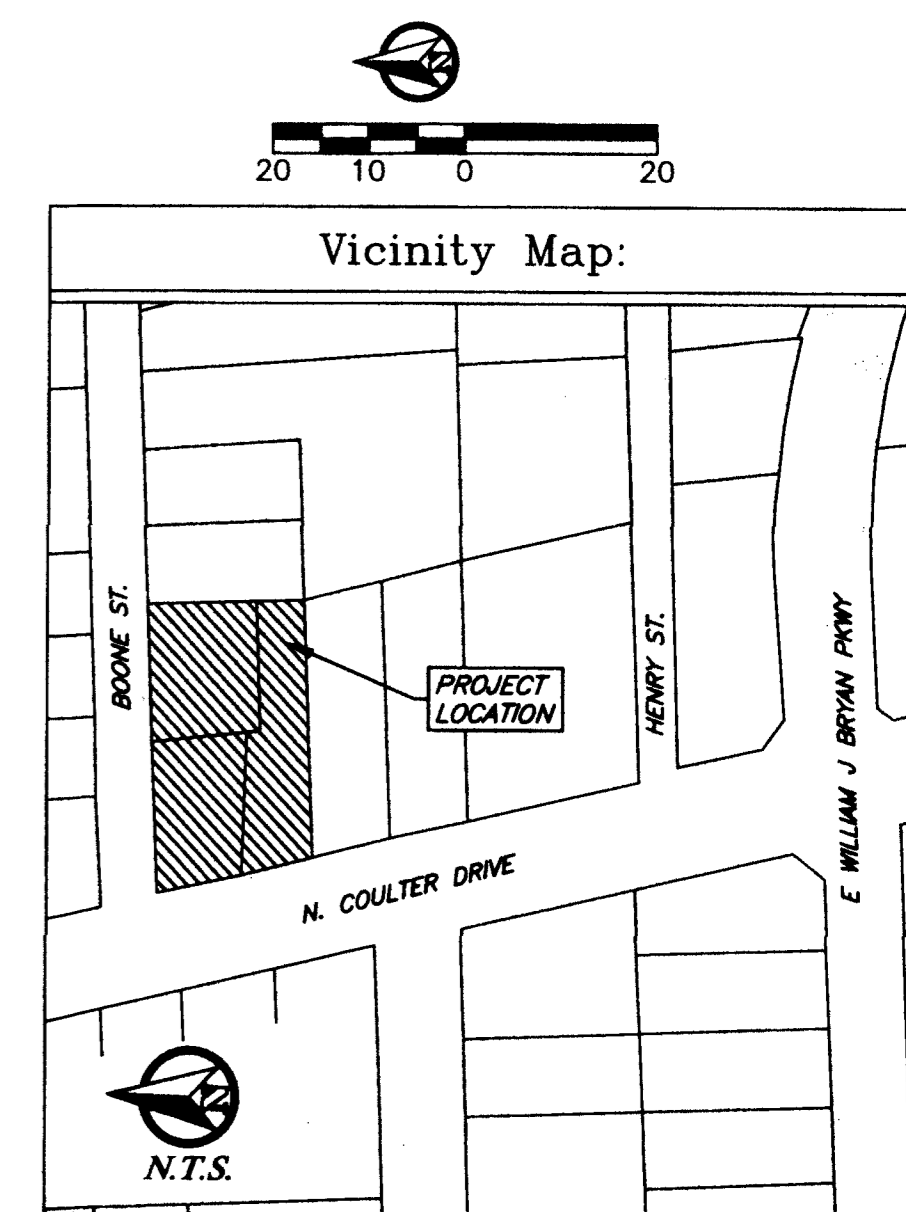 N
20 10 0 20
Vicinity Map:
BOONE ST.
PROJECT
LOCATION
HENRY ST.
E WILLIAM J BRYAN PKWY
N. COULTER DRIVE
N
N.T.S.